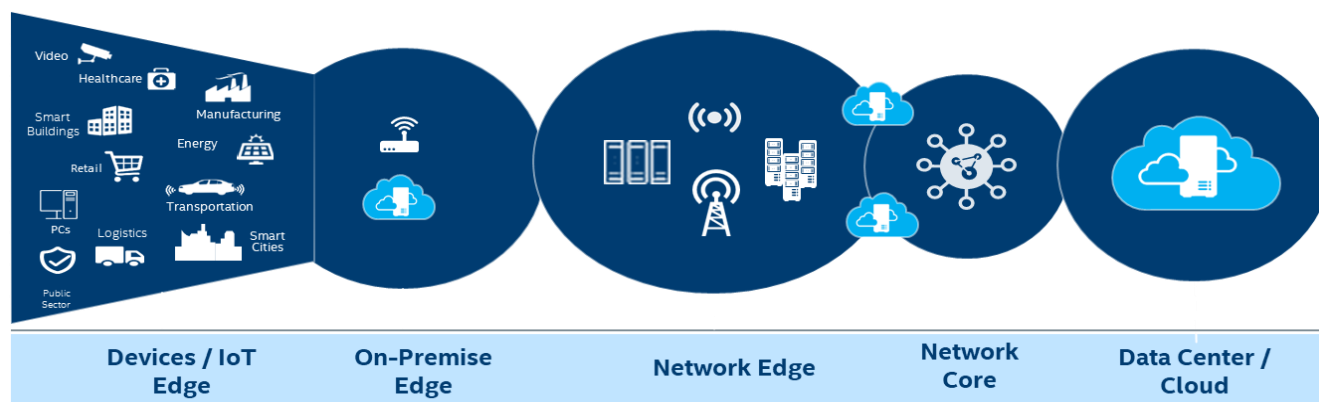 Video
Healthcare
Manufacturing
Smart
Buildings
Energy
Retail
Transportation
PCs
Logistics
Smart
Cities
Public
Sector
Devices / IoT
Edge
On-Premise
Edge
Network Edge
Network
Core
Data Center /
Cloud